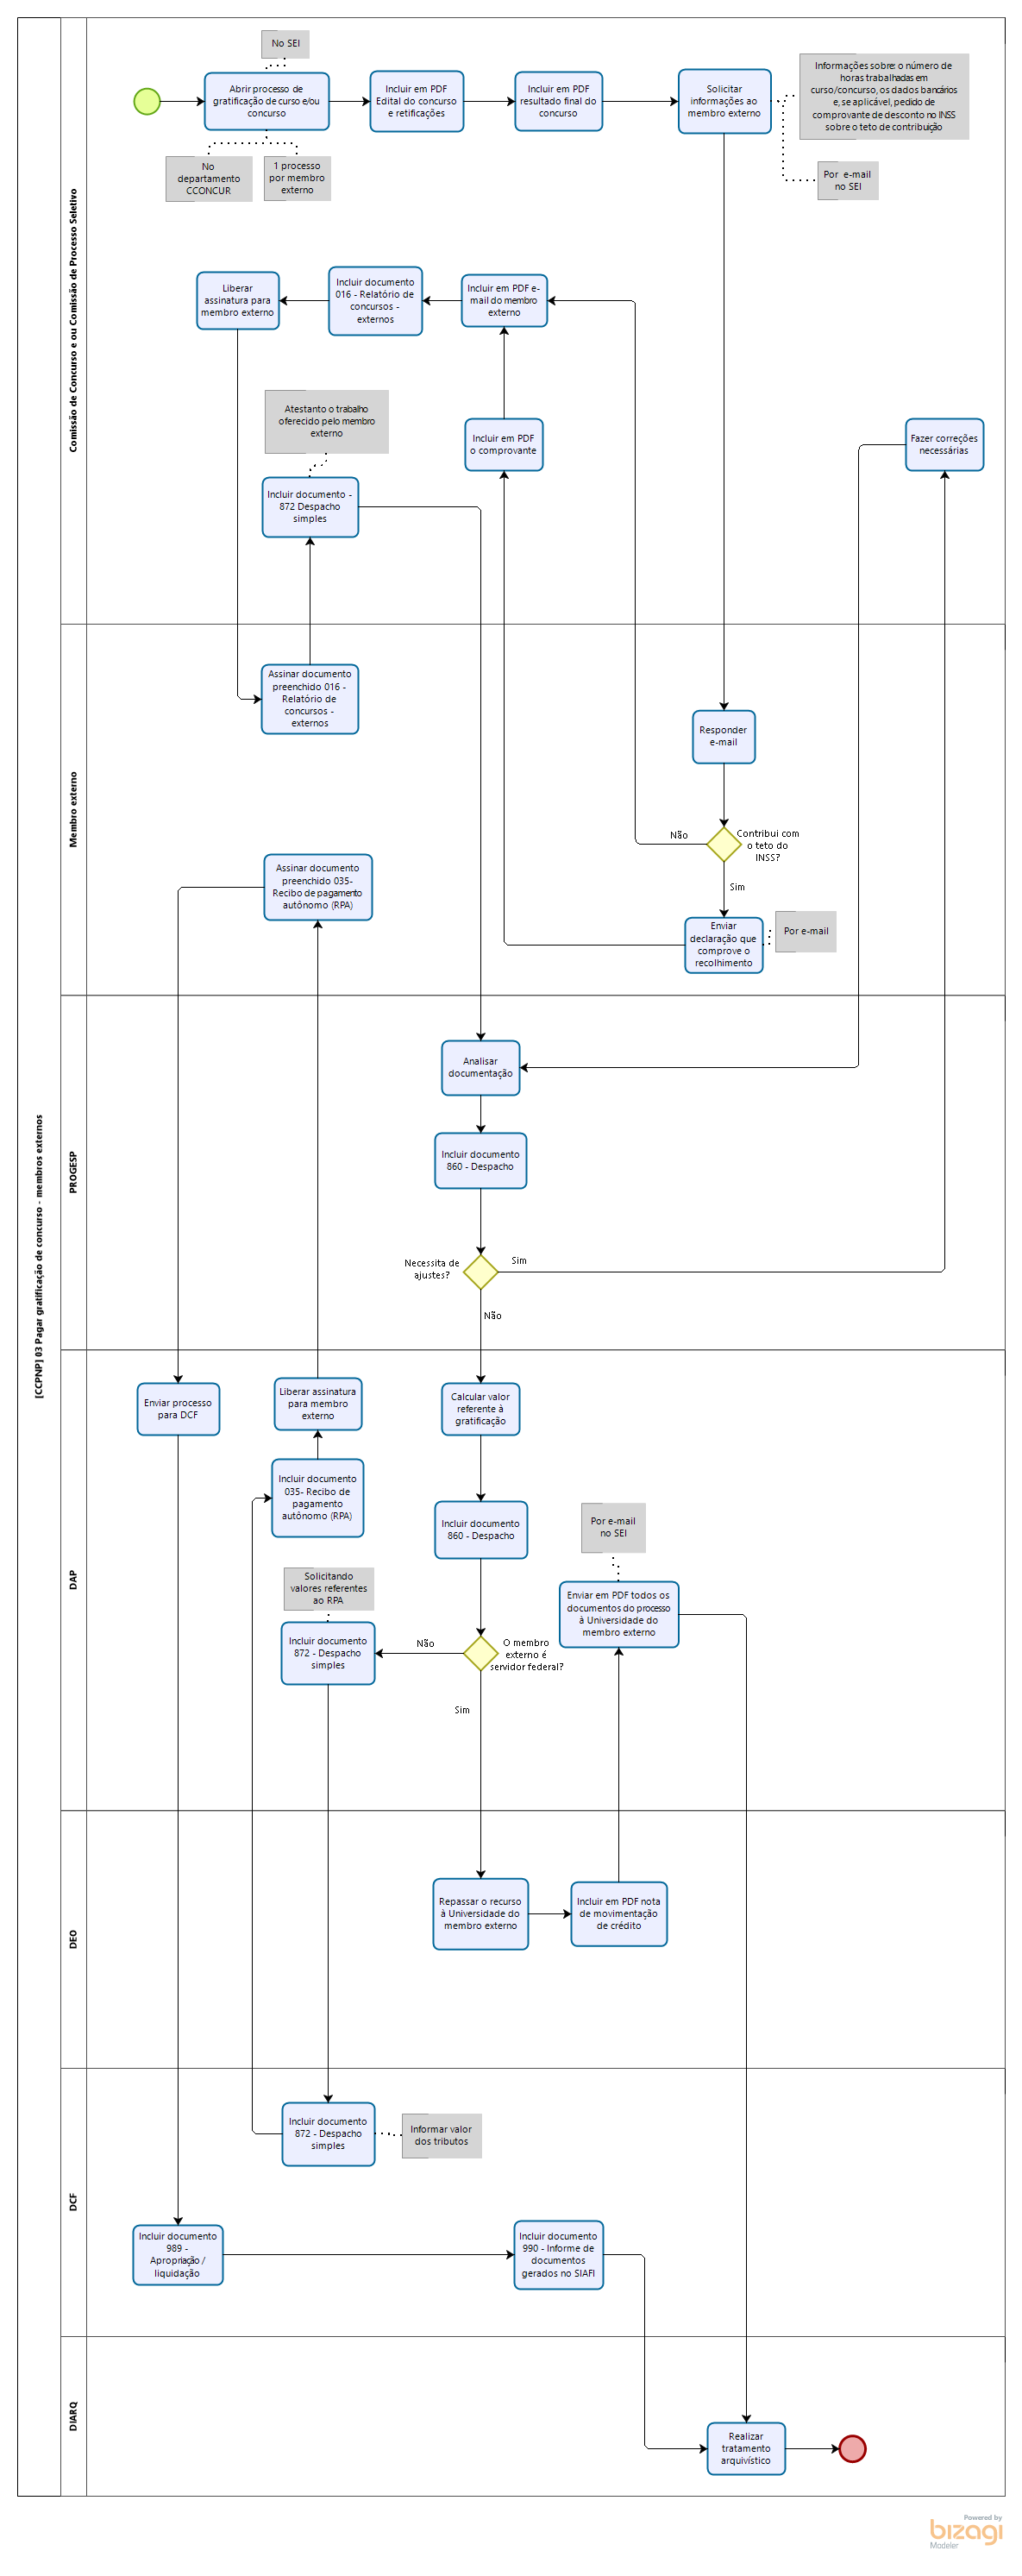 [CCPNP] 03 Pagar gratificação de concurso - membros externos
Comissão de Concurso e ou Comissão de Processo Seletivo
No SEI
Abrir processo de
gratificação de curso e/ou
concurso
No
departamento
CCONCUR
1 processo
por membro
externo
Incluir em PDF
Edital do concurso
e retificações
Incluir em PDF
resultado final do
concurso
Solicitar
informações ao
membro externo
Informações sobre: o número de
horas trabalhadas em
curso/concurso, os dados bancários
e, se aplicável, pedido de
comprovante de desconto no INSS
sobre o teto de contribuição
Por e-mail
no SEI
Liberar
assinatura para
membro externo
Incluir documento
016 - Relatório de
concursos -
externos
Incluir em PDF e-
mail do membro
externo
Atestanto o trabalho
oferecido pelo membro
externo
Incluir em PDF
o comprovante
Fazer correções
necessárias
Incluir documento -
872 Despacho
simples
Membro externo
Assinar documento
preenchido 016 -
Relatório de
concursos -
externos
Responder
e-mail
Não
Contribui com
o teto do
INSS?
Sim
Assinar documento
preenchido 035-
Recibo de pagamento
autônomo (RPA)
Enviar
declaração que
comprove o
recolhimento
Por e-mail
PROGESP
Analisar
documentação
Incluir documento
860 - Despacho
Necessita de
ajustes?
Sim
Não
DAP
Enviar processo
para DCF
Liberar assinatura
para membro
externo
Calcular valor
referente à
gratificação
Incluir documento
035- Recibo de
pagamento
autônomo (RPA)
Incluir documento
860 - Despacho
Por e-mail
no SEI
Solicitando
valores referentes
ao RPA
Enviar em PDF todos os
documentos do processo
à Universidade do
membro externo
Incluir documento
872 - Despacho
simples
Não
O membro
externo é
servidor federal?
Sim
DEO
Repassar o recurso
à Universidade do
membro externo
Incluir em PDF nota
de movimentação
de crédito
DCF
Incluir documento
872 - Despacho
simples
Informar valor
dos tributos
Incluir documento
989 -
Apropriação /
liquidação
Incluir documento
990 - Informe de
documentos
gerados no SIAFI
DIARQ
Realizar
tratamento
arquivístico
Powered by
bizagi
Modeler